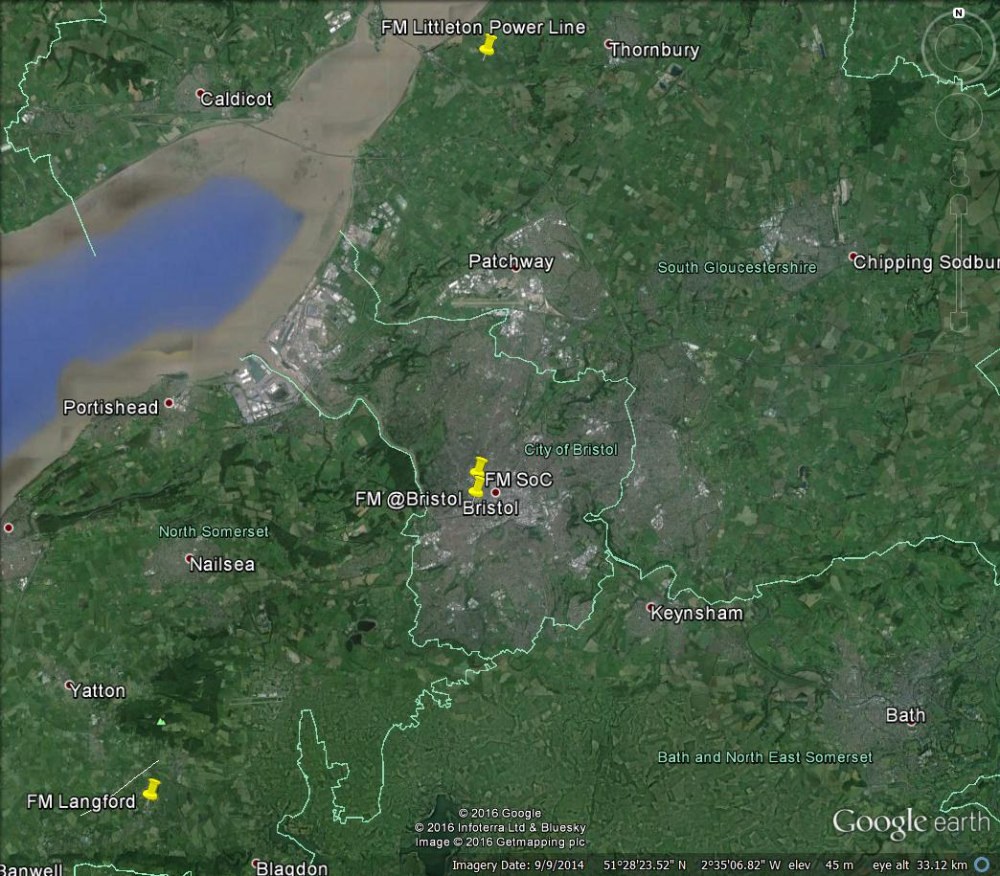 FM Littleton Power Line
N
Thornbury
Caldicot
Patchway
South Gloucestershire
Chipping Sodbur
Portishead
City of Bristol
FM SoC
FM @Bristol
Bristol
North Somerset
Nailsea
Keynsham
Yatton
Bath
Bath and North East Somerset
FM Langford
© 2016 Google
© 2016 Infoterra Ltd & Bluesky
Image © 2016 Getmapping plc
Google earth
Banwell
Blagdon
Imagery Date: 9/9/2014 51°28'23.52" N 2°35'06.82" W elev 45 m eye alt 33.12 km